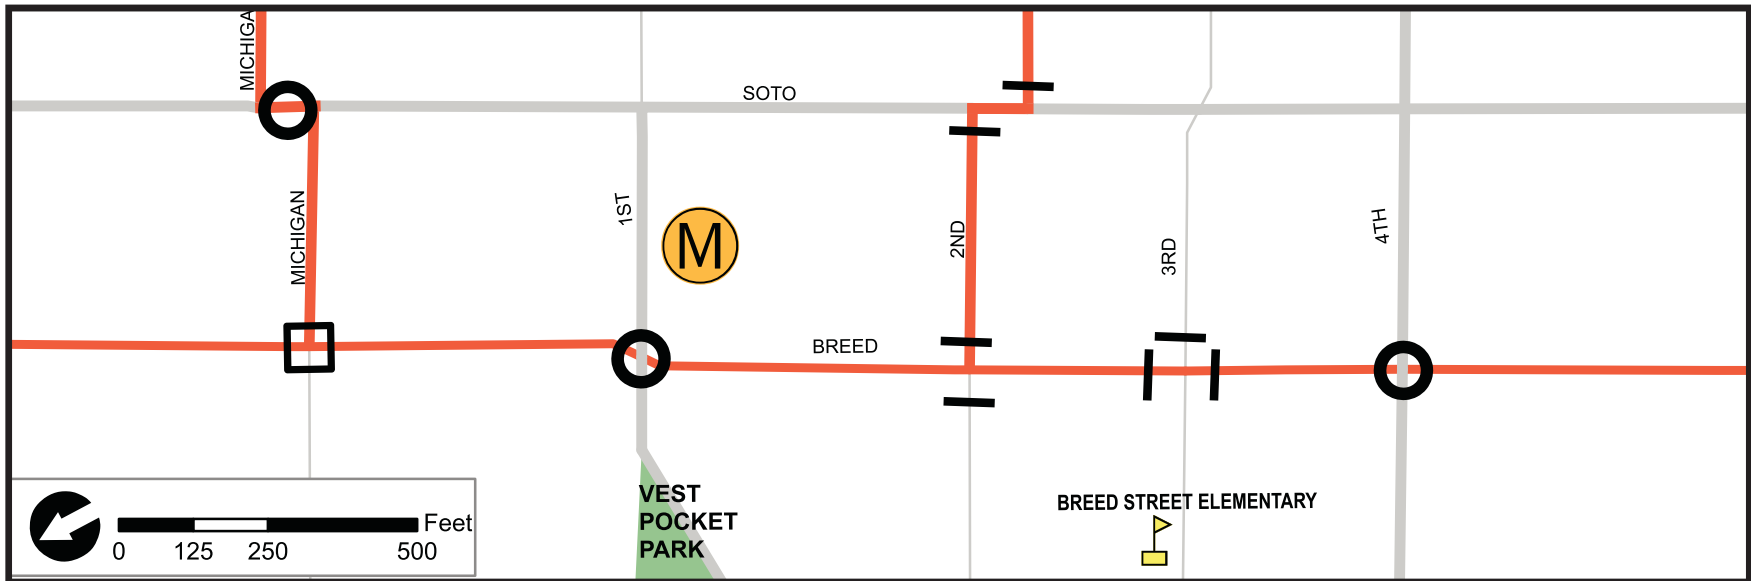 MICHIGA
SOTO
MICHIGAN
1ST
M
2ND
3RD
4TH
BREED
VEST
POCKET
PARK
BREED STREET ELEMENTARY
Feet
0 125 250 500